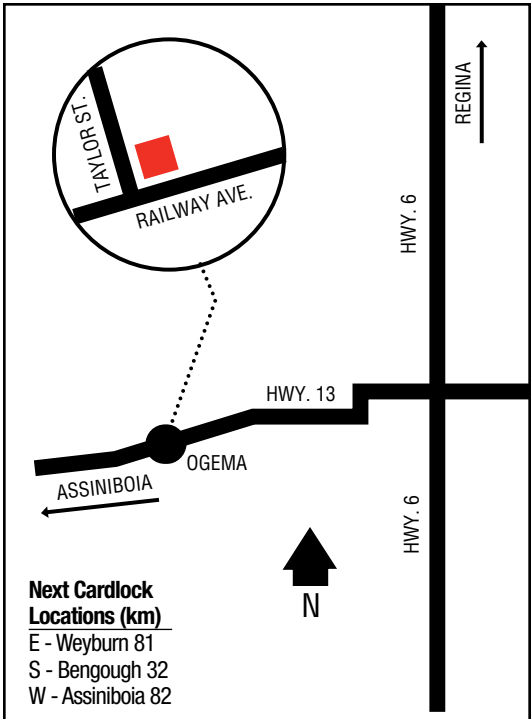 TAYLOR ST.
RAILWAY AVE.
REGINA
HWY. 6
HWY. 13
OGEMA
ASSINIBOIA
HWY. 6
N
Next Cardlock
Locations (km)
E - Weyburn 81
S - Bengough 32
W - Assiniboia 82